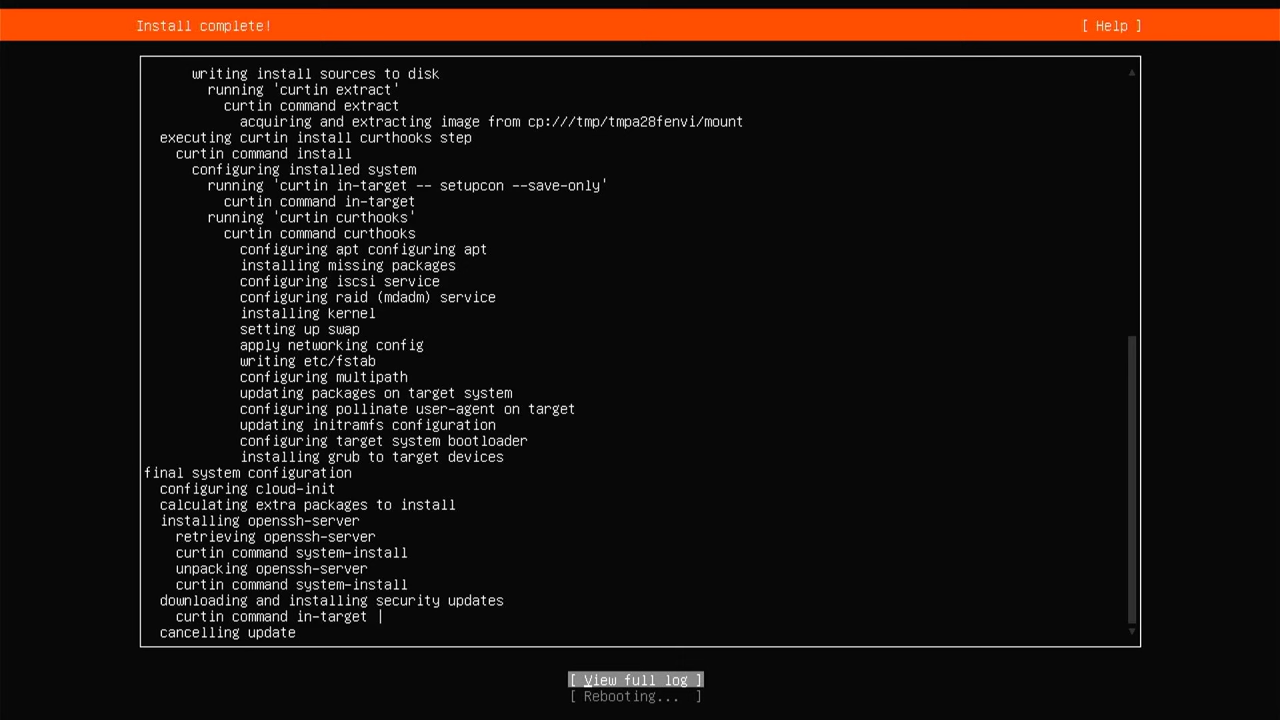 Install complete!
[ Help ]
writing install sources to disk
running 'curtin extract'
curtin command extract
acquiring and extracting image from cp:///tmp/tmpa28fenvi/mount
executing curtin install curthooks step
curtin command install
configuring installed system
running 'curtin in-target -- setupcon --save-only'
curtin command in-target
running 'curtin curthooks'
curtin command curthooks
configuring apt configuring apt
installing missing packages
configuring iscsi service
configuring raid (mdadm) service
installing kernel
setting up swap
apply networking config
writing etc/fstab
configuring multipath
updating packages on target system
configuring pollinate user-agent on target
updating initramfs configuration
configuring target system bootloader
installing grub to target devices
final system configuration
configuring cloud-init
calculating extra packages to install
installing openssh-server
retrieving openssh-server
curtin command system-install
unpacking openssh-server
curtin command system-install
downloading and installing security updates
curtin command in-target |
cancelling update
[ View full log ]
[ Rebooting... ]